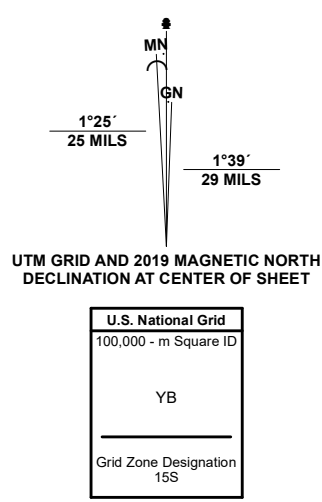 MN
GN
1°25´
25 MILS
1°39´
29 MILS
UTM GRID AND 2019 MAGNETIC NORTH
DECLINATION AT CENTER OF SHEET
U.S. National Grid
100,000 - m Square ID
YB
Grid Zone Designation
15S